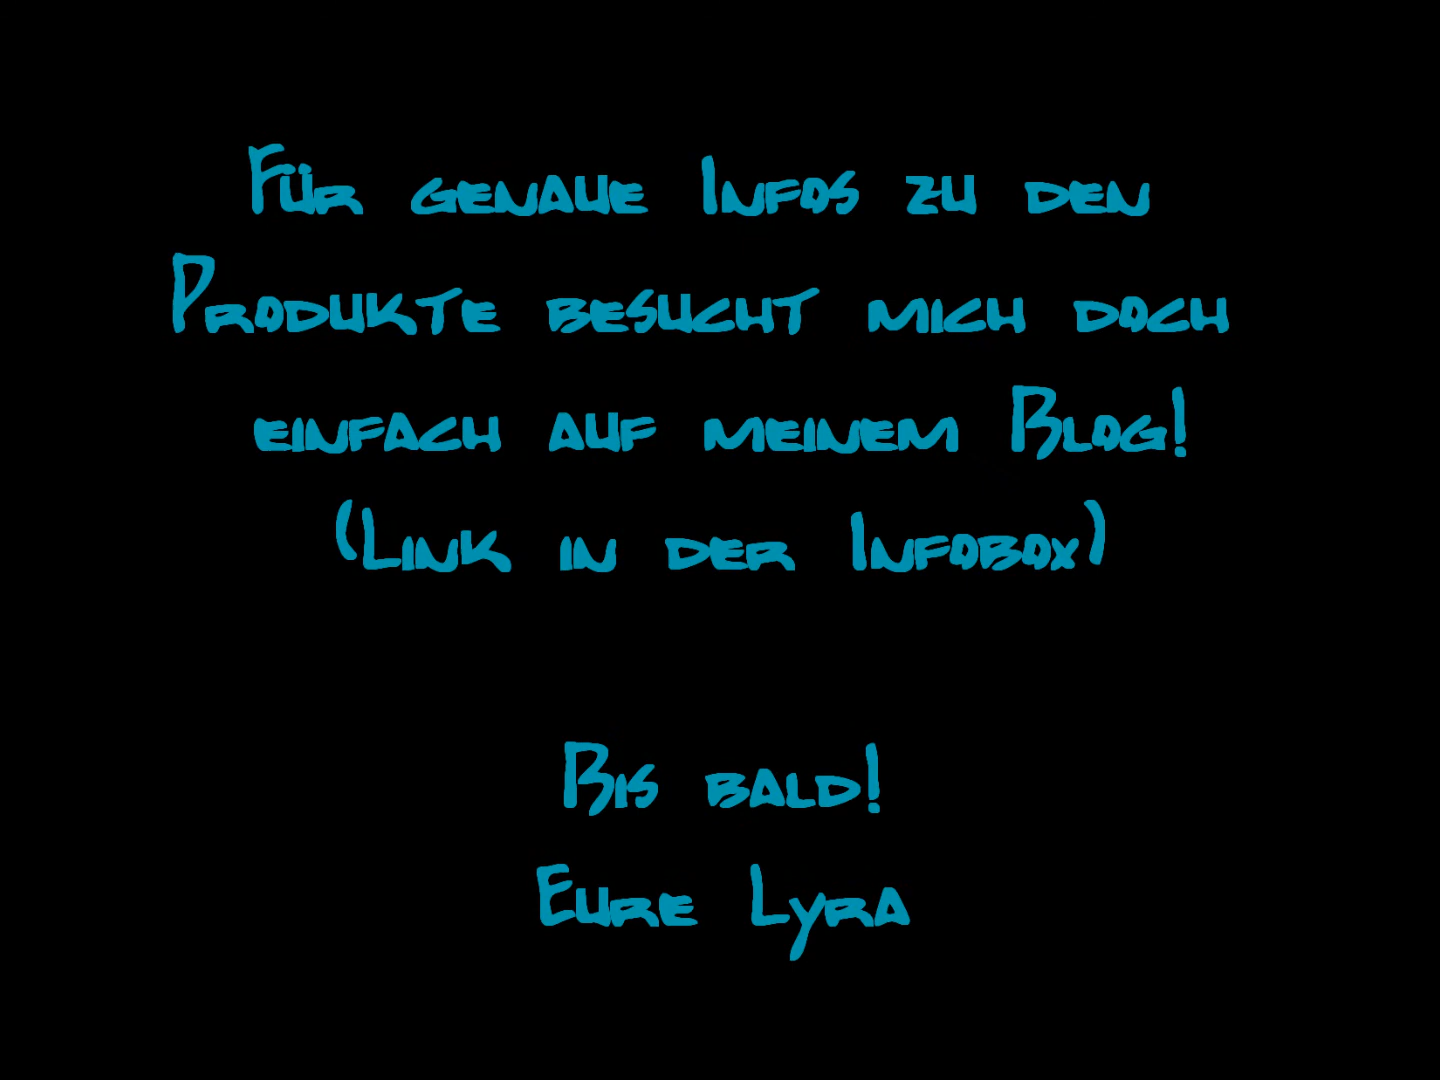 Für genaue Infos zu den
Produkte besucht mich doch
einfach auf meinem Blog!
(Link in der Infobox)
Bis bald!
Eure Lyra